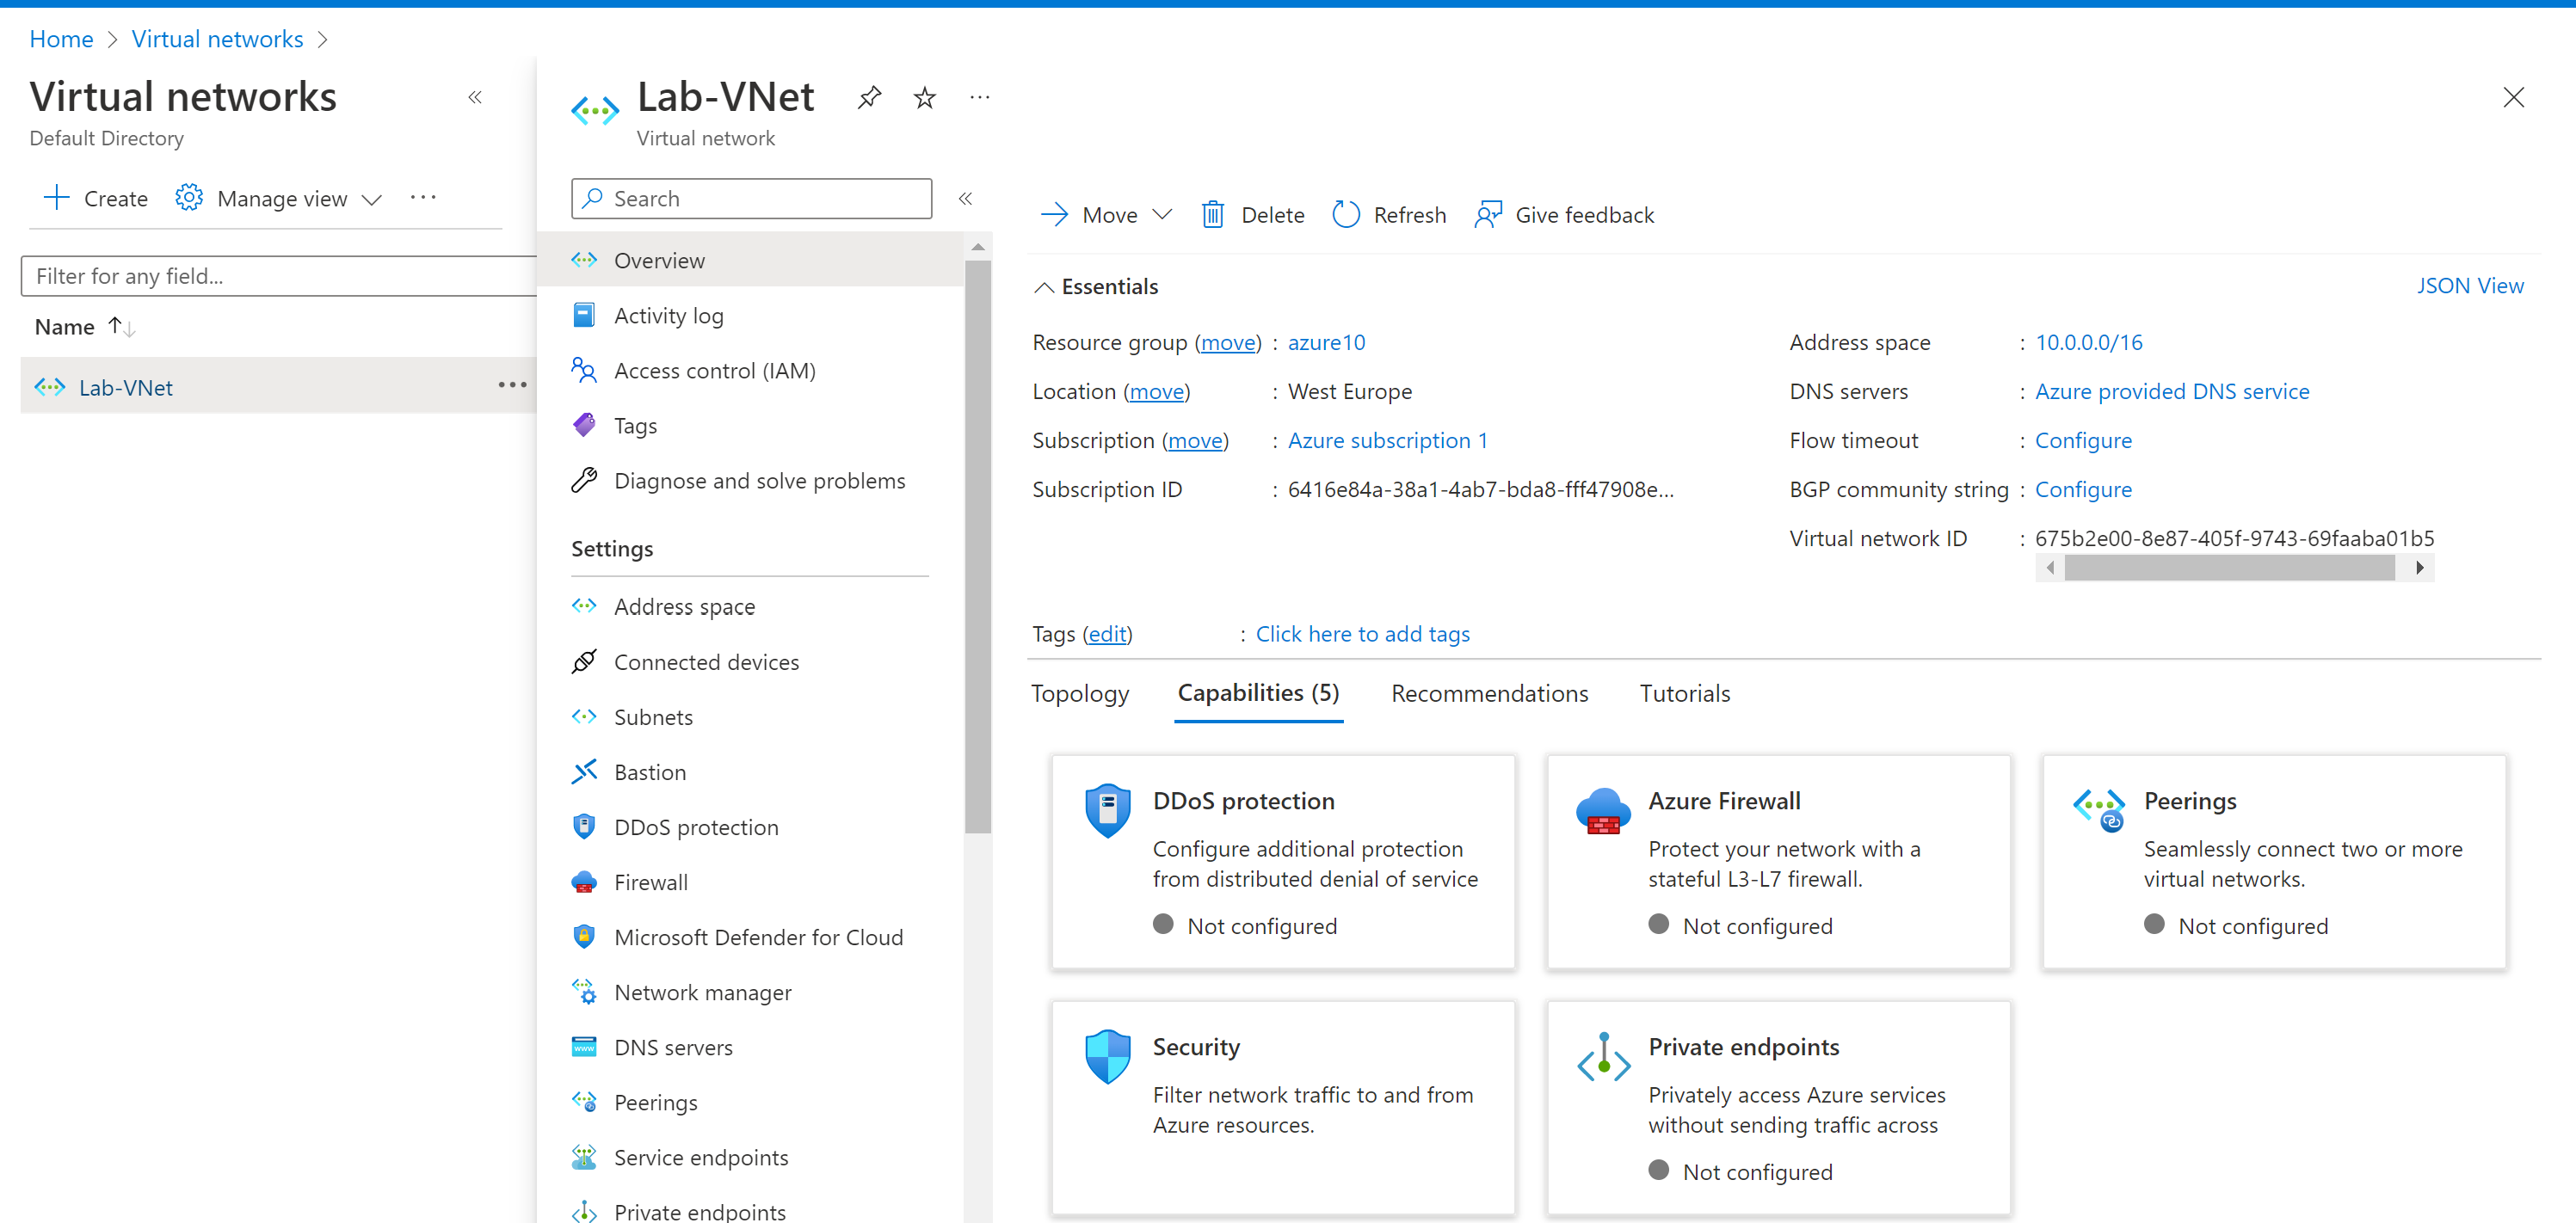 Home > Virtual networks >
Virtual networks
Default Directory
Create
Manage view
...
Filter for any field...
Name
Lab-VNet
...
Lab-VNet
...
Virtual network
Search
Overview
Activity log
Access control (IAM)
Tags
Diagnose and solve problems
Settings
Address space
Connected devices
Subnets
Bastion
DDoS protection
Firewall
Microsoft Defender for Cloud
Network manager
DNS servers
Peerings
Service endpoints
Private endpoints
Move
Delete
Refresh
Give feedback
Essentials
JSON View
Resource group (move) : azure10
Location (move) : West Europe
Subscription (move) : Azure subscription 1
Subscription ID : 6416e84a-38a1-4ab7-bda8-fff47908e...
Address space : 10.0.0.0/16
DNS servers : Azure provided DNS service
Flow timeout : Configure
BGP community string : Configure
Virtual network ID : 675b2e00-8e87-405f-9743-69faaba01b5
Tags (edit) : Click here to add tags
Topology
Capabilities (5)
Recommendations
Tutorials
DDoS protection
Configure additional protection
from distributed denial of service
Not configured
Azure Firewall
Protect your network with a
stateful L3-L7 firewall.
Not configured
Peerings
Seamlessly connect two or more
virtual networks.
Not configured
Security
Filter network traffic to and from
Azure resources.
Private endpoints
Privately access Azure services
without sending traffic across
Not configured